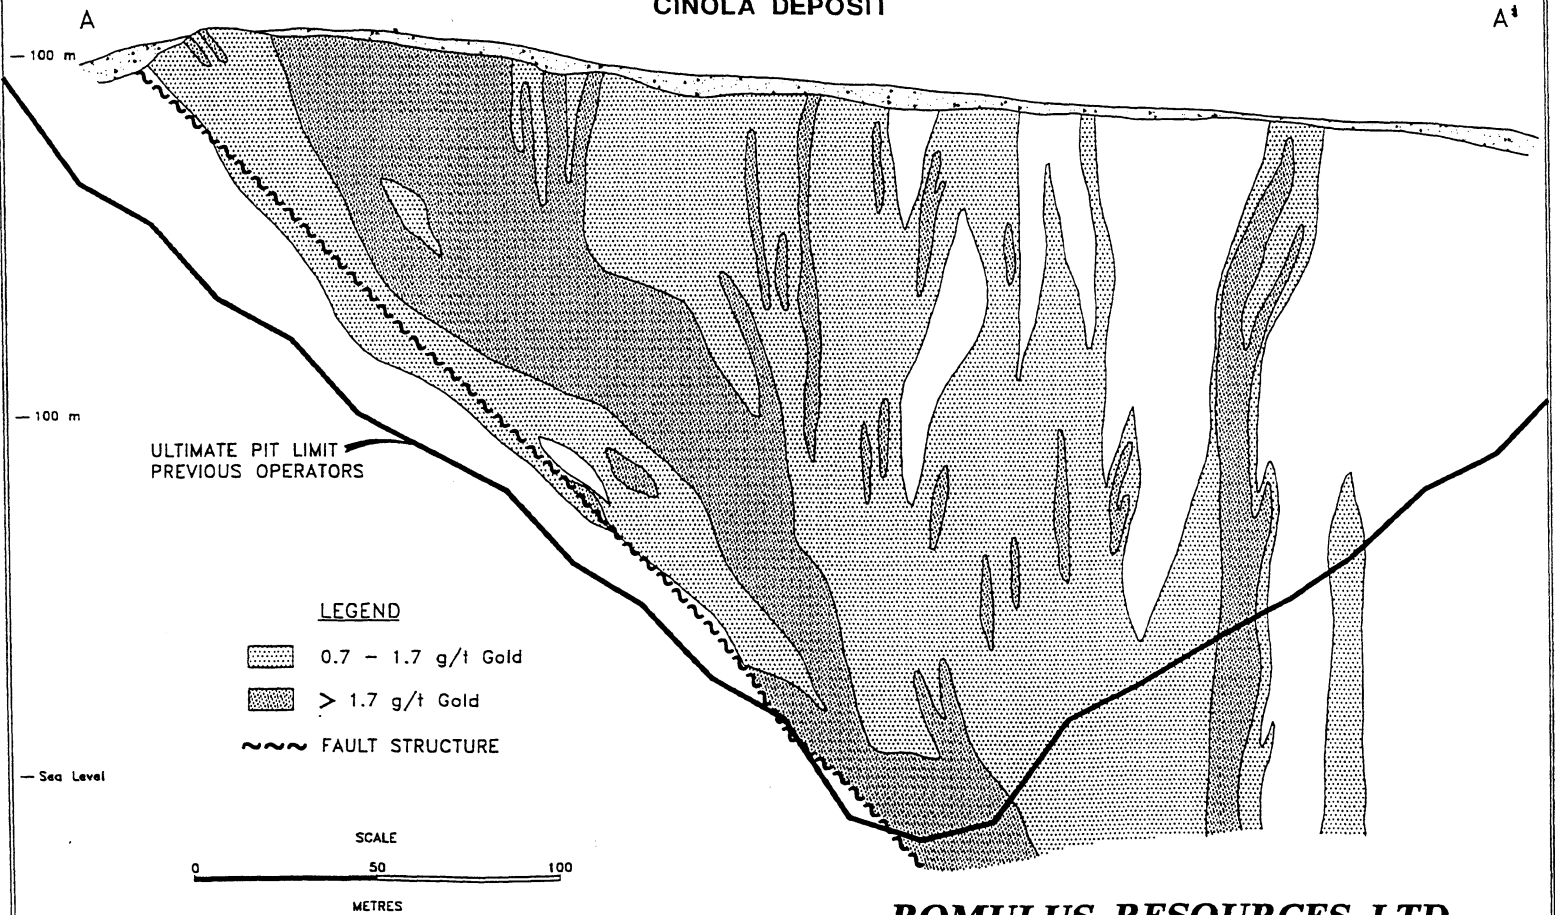 CINOLA DEPOSIT
A
A'
100 m
100 m
ULTIMATE PIT LIMIT
PREVIOUS OPERATORS
LEGEND
0.7 - 1.7 g/t Gold
> 1.7 g/t Gold
FAULT STRUCTURE
Sea Level
SCALE
0 50 100
METRES
ROMULUS RESOURCES LTD